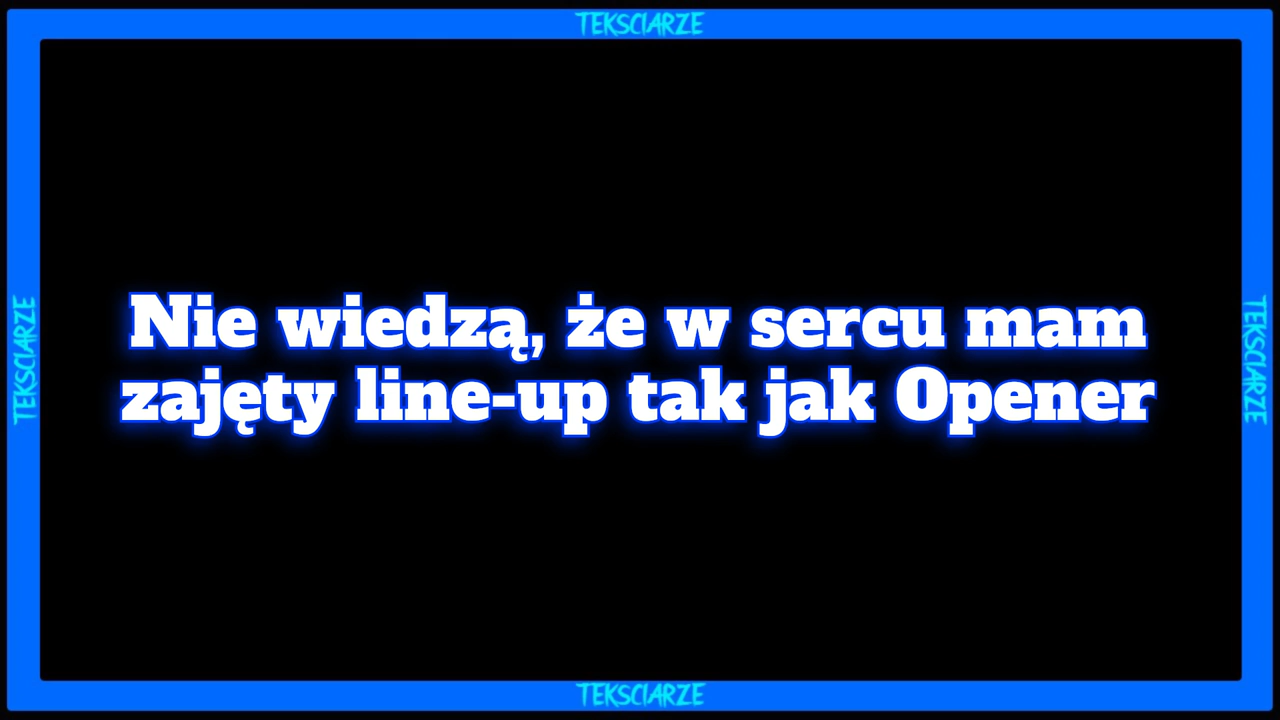 TEKSCIARZE
TEKSCIARZE
Nie wiedzą, że w sercu mam
zajęty line-up tak jak Opener
TEKSCIARZE
TEKSCIARZE